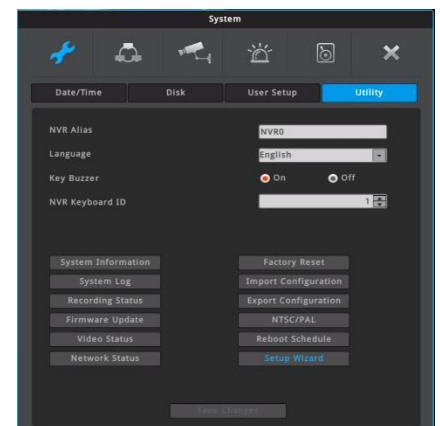 System
Date/Time Disk User Setup Utility
NVR Alias NVR0
Language English
Key Buzzer On Off
NVR Keyboard ID 1
System Information Factory Reset
System Log Import Configuration
Recording Status Export Configuration
Firmware Update NTSC/PAL
Video Status Reboot Schedule
Network Status Setup Wizard
Save Changes